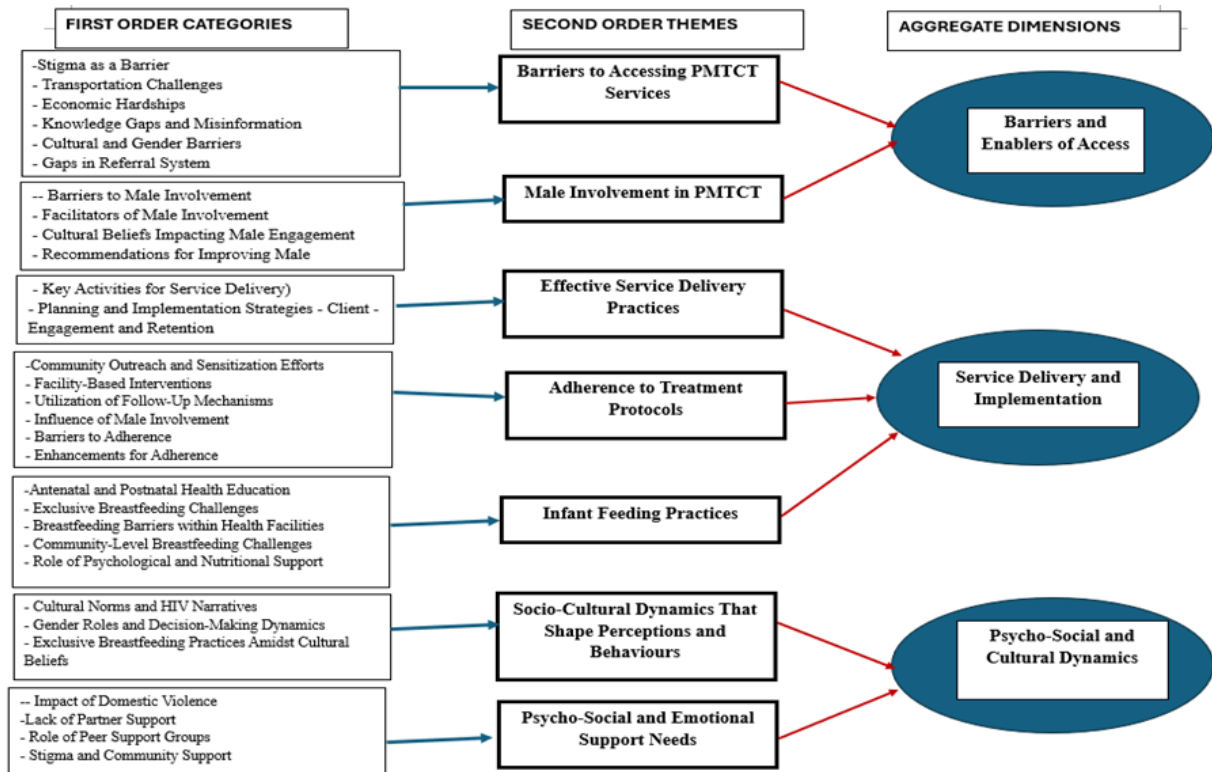 FIRST ORDER CATEGORIES
SECOND ORDER THEMES
AGGREGATE DIMENSIONS
-Stigma as a Barrier
- Transportation Challenges
- Economic Hardships
- Knowledge Gaps and Misinformation
- Cultural and Gender Barriers
- Gaps in Referral System
Barriers to Accessing PMTCT
Services
Barriers and
Enablers of Access
-- Barriers to Male Involvement
- Facilitators of Male Involvement
- Cultural Beliefs Impacting Male Engagement
- Recommendations for Improving Male
Male Involvement in PMTCT
- Key Activities for Service Delivery)
- Planning and Implementation Strategies - Client -
Engagement and Retention
Effective Service Delivery
Practices
-Community Outreach and Sensitization Efforts
- Facility-Based Interventions
- Utilization of Follow-Up Mechanisms
- Influence of Male Involvement
- Barriers to Adherence
- Enhancements for Adherence
Adherence to Treatment
Protocols
Service Delivery and
Implementation
-Antenatal and Postnatal Health Education
- Exclusive Breastfeeding Challenges
- Breastfeeding Barriers within Health Facilities
- Community-Level Breastfeeding Challenges
- Role of Psychological and Nutritional Support
Infant Feeding Practices
- Cultural Norms and HIV Narratives
- Gender Roles and Decision-Making Dynamics
- Exclusive Breastfeeding Practices Amidst Cultural
Beliefs
Socio-Cultural Dynamics That
Shape Perceptions and
Behaviours
Psycho-Social and
Cultural Dynamics
-- Impact of Domestic Violence
-Lack of Partner Support
- Role of Peer Support Groups
- Stigma and Community Support
Psycho-Social and Emotional
Support Needs